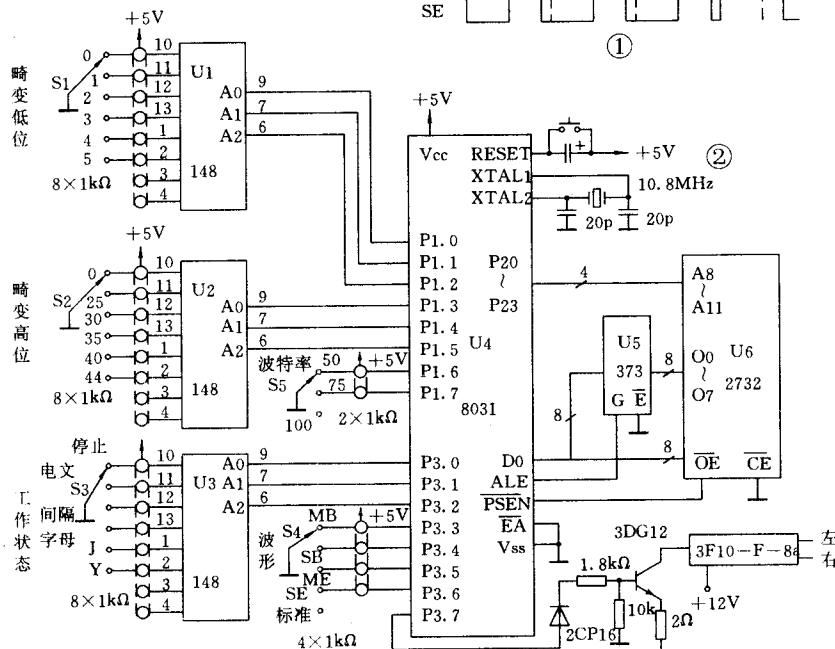 SE
①
+5V
0
10
1
11
2
12
3
13
4
1
5
2
3
4
S1
U1
A0
9
A1
7
A2
6
148
8×1kΩ
畸变低位
+5V
0
10
25
11
30
12
35
13
40
1
44
2
3
4
S2
U2
A0
9
A1
7
A2
6
148
8×1kΩ
畸变高位
波特率
50
75
100
+5V
S5
2×1kΩ
停止
电文
间隔
字母
J
Y
10
11
12
13
1
2
3
4
S3
U3
A0
9
A1
7
A2
6
148
8×1kΩ
工作状态
波形
S4
MB
SB
ME
SE
标准
+5V
4×1kΩ
+5V
Vcc
RESET
XTAL1
XTAL2
P1.0
P1.1
P1.2
P1.3
P1.4
P1.5
P1.6
P1.7
P3.0
P3.1
P3.2
P3.3
P3.4
P3.5
P3.6
P3.7
P20
~
P23
U4
8031
D0
ALE
PSEN
EA
Vss
+
+5V
②
10.8MHz
20p
20p
4
8
8
8
U5
373
G
E
A8
~
A11
O0
~
O7
U6
2732
OE
CE
3DG12
1.8kΩ
10k
2Ω
2CP16
3F10-F-8a
+12V
左
右